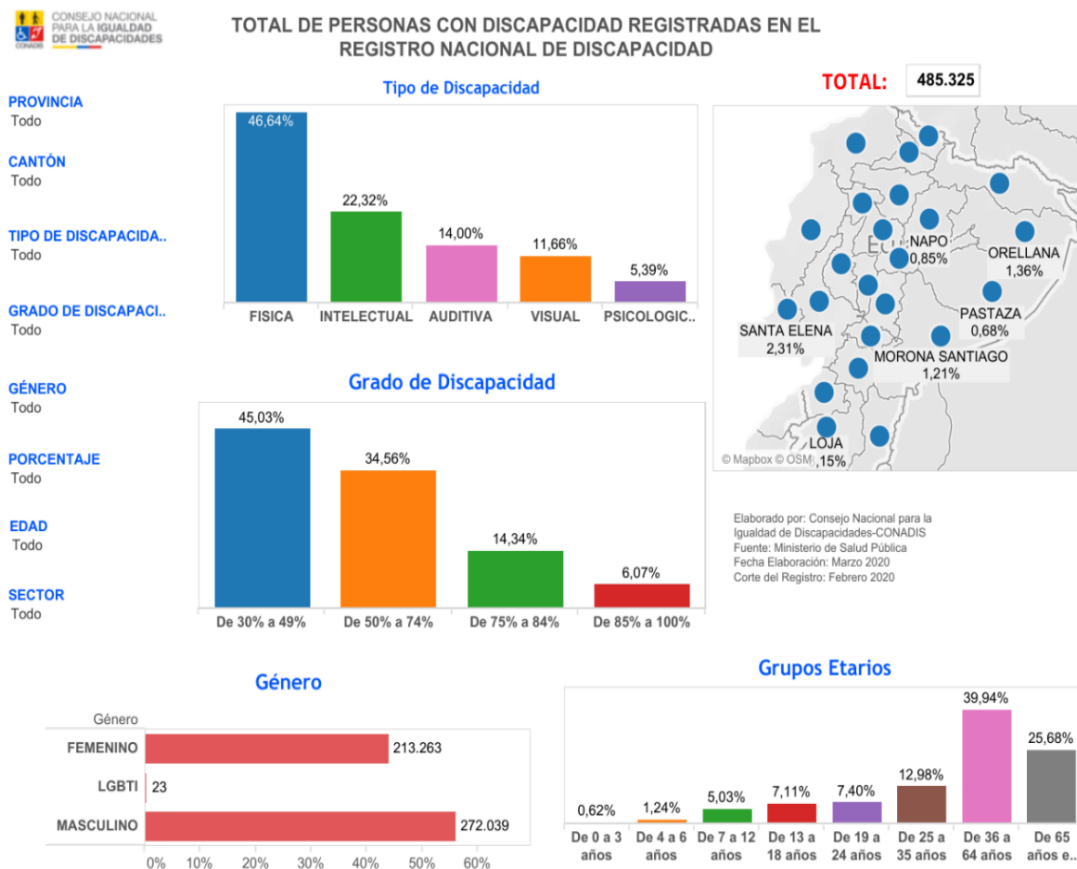 CONSEJO NACIONAL
PARA LA IGUALDAD
DE DISCAPACIDADES
CONADIS
TOTAL DE PERSONAS CON DISCAPACIDAD REGISTRADAS EN EL
REGISTRO NACIONAL DE DISCAPACIDAD
TOTAL: 485.325
PROVINCIA
Todo
CANTÓN
Todo
TIPO DE DISCAPACIDA..
Todo
GRADO DE DISCAPACI..
Todo
GÉNERO
Todo
PORCENTAJE
Todo
EDAD
Todo
SECTOR
Todo
Tipo de Discapacidad
46,64%
22,32%
14,00%
11,66%
5,39%
FISICA INTELECTUAL AUDITIVA VISUAL PSICOLOGIC..
NAPO
0,85%
ORELLANA
1,36%
PASTAZA
0,68%
SANTA ELENA
2,31%
MORONA SANTIAGO
1,21%
LOJA
,15%
© Mapbox © OSM
Grado de Discapacidad
45,03%
34,56%
14,34%
6,07%
De 30% a 49% De 50% a 74% De 75% a 84% De 85% a 100%
Elaborado por: Consejo Nacional para la
Igualdad de Discapacidades-CONADIS
Fuente: Ministerio de Salud Pública
Fecha Elaboración: Marzo 2020
Corte del Registro: Febrero 2020
Género
Género
FEMENINO 213.263
LGBTI 23
MASCULINO 272.039
0% 10% 20% 30% 40% 50% 60%
Grupos Etarios
0,62% 1,24% 5,03% 7,11% 7,40% 12,98% 39,94% 25,68%
De 0 a 3 De 4 a 6 De 7 a 12 De 13 a De 19 a De 25 a De 36 a De 65
años años años 18 años 24 años 35 años 64 años años e..